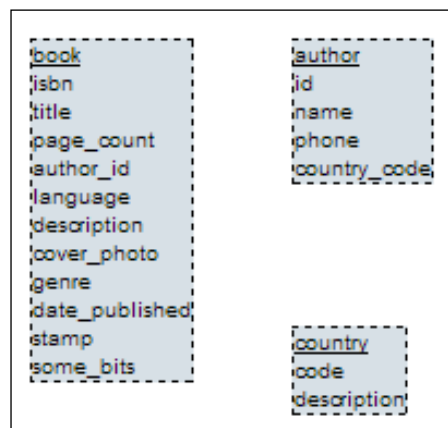 book
isbn
title
page_count
author_id
language
description
cover_photo
genre
date_published
stamp
some_bits
author
id
name
phone
country_code
country
code
description